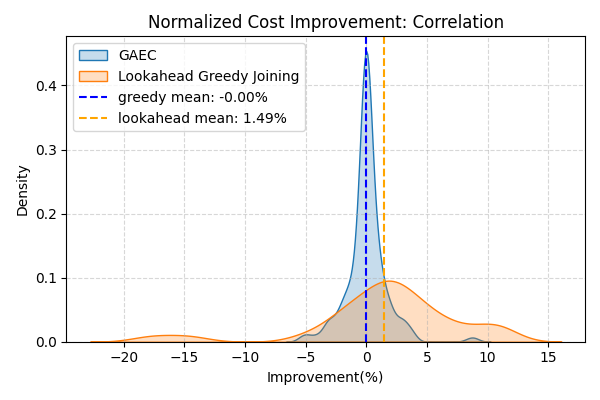 Normalized Cost Improvement: Correlation
GAEC
Lookahead Greedy Joining
greedy mean: -0.00%
lookahead mean: 1.49%
Density
0.4
0.3
0.2
0.1
0.0
−20 −15 −10 −5 0 5 10 15
Improvement(%)